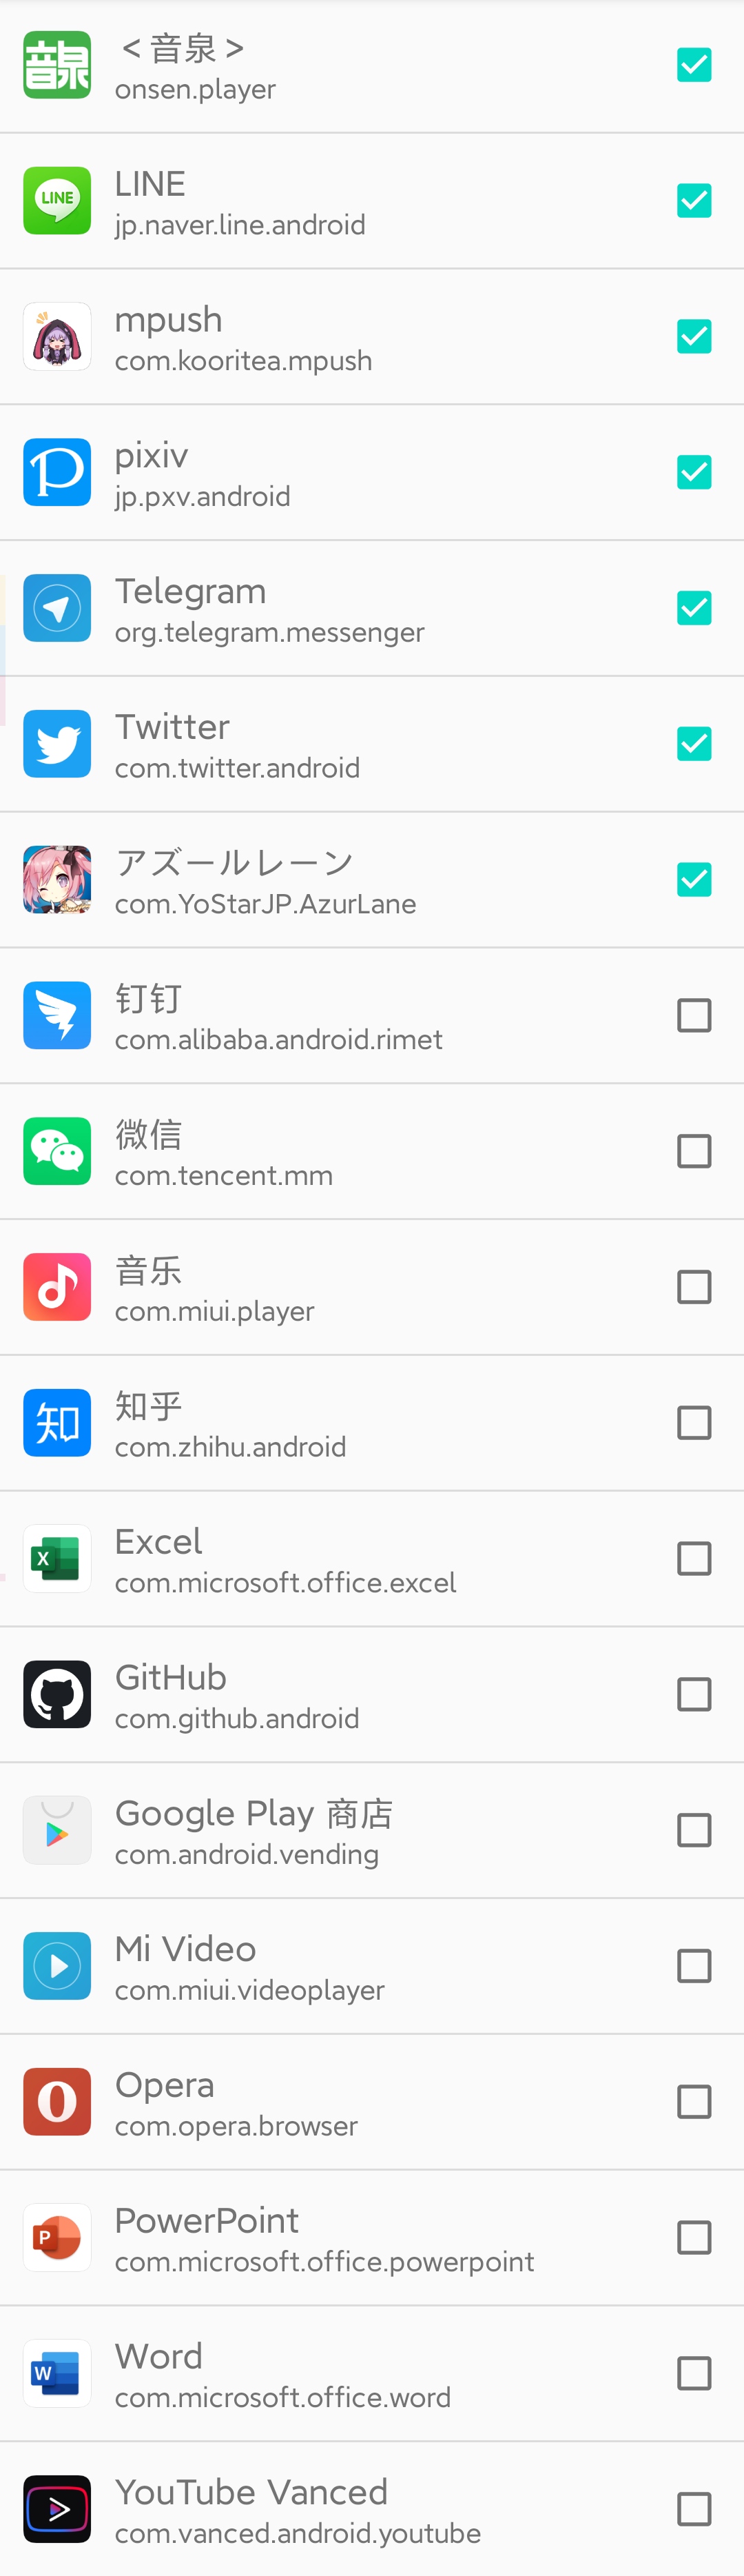 音泉
＜音泉＞
onsen.player
LINE
LINE
jp.naver.line.android
mpush
com.kooritea.mpush
pixiv
jp.pxv.android
Telegram
org.telegram.messenger
Twitter
com.twitter.android
アズールレーン
com.YoStarJP.AzurLane
钉钉
com.alibaba.android.rimet
微信
com.tencent.mm
音乐
com.miui.player
知
知乎
com.zhihu.android
X
Excel
com.microsoft.office.excel
GitHub
com.github.android
Google Play 商店
com.android.vending
Mi Video
com.miui.videoplayer
Opera
com.opera.browser
P
PowerPoint
com.microsoft.office.powerpoint
W
Word
com.microsoft.office.word
YouTube Vanced
com.vanced.android.youtube